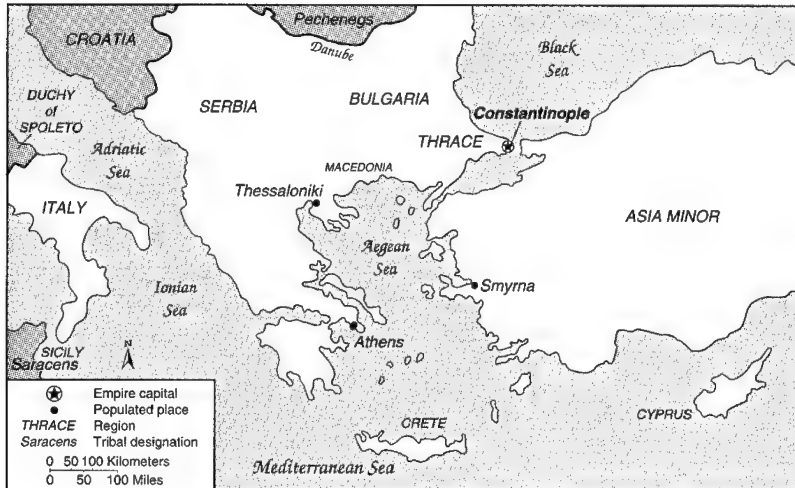 Pechenegs
CROATIA
Danube
Black
Sea
DUCHY
of
SPOLETO
SERBIA
BULGARIA
Constantinople
THRACE
Adriatic
Sea
MACEDONIA
Thessaloniki
ITALY
ASIA MINOR
Aegean
Sea
Ionian
Sea
Smyrna
Athens
N
SICILY
Saracens
CRETE
CYPRUS
Mediterranean Sea
Empire capital
Populated place
THRACE Region
Saracens Tribal designation
0 50 100 Kilometers
0 50 100 Miles